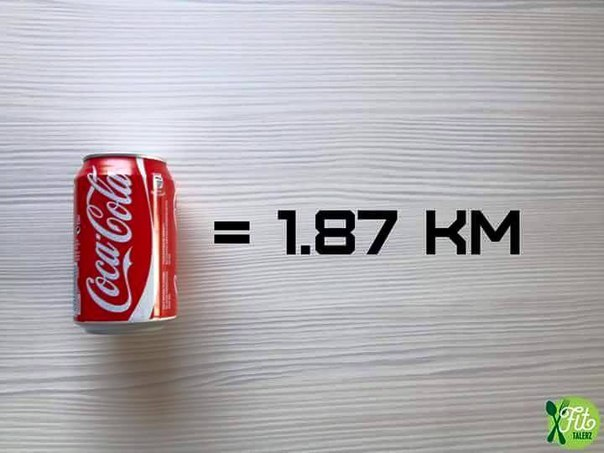 Coca-Cola
= 1.87 KM
Fit
TALERZ